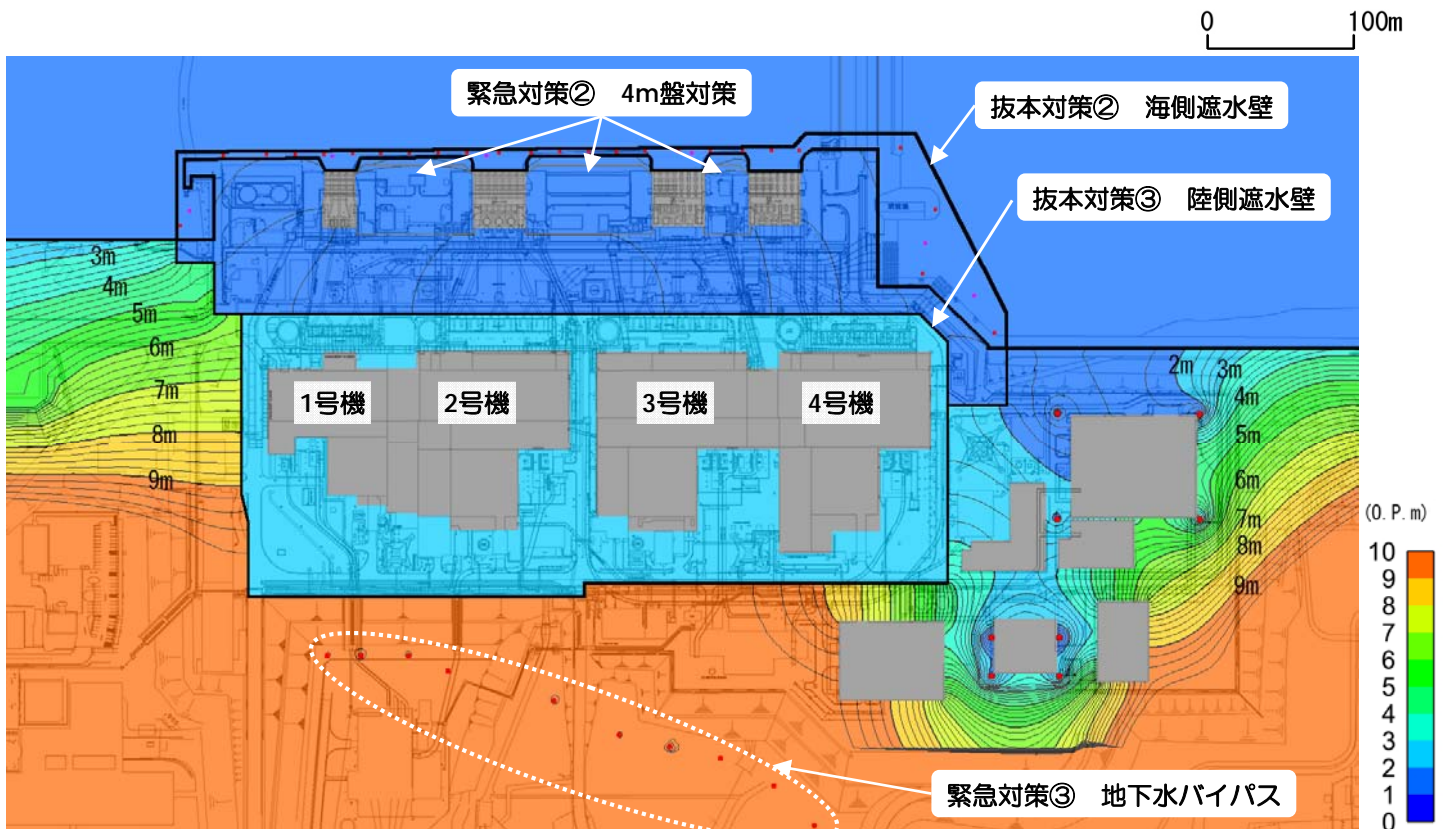 0 100m
緊急対策② 4m盤対策
抜本対策② 海側遮水壁
抜本対策③ 陸側遮水壁
3m
4m
5m
6m
7m
8m
9m
1号機
2号機
3号機
4号機
2m
3m
4m
5m
6m
7m
8m
9m
(O.P.m)
10
9
8
7
6
5
4
3
2
1
0
緊急対策③ 地下水バイパス